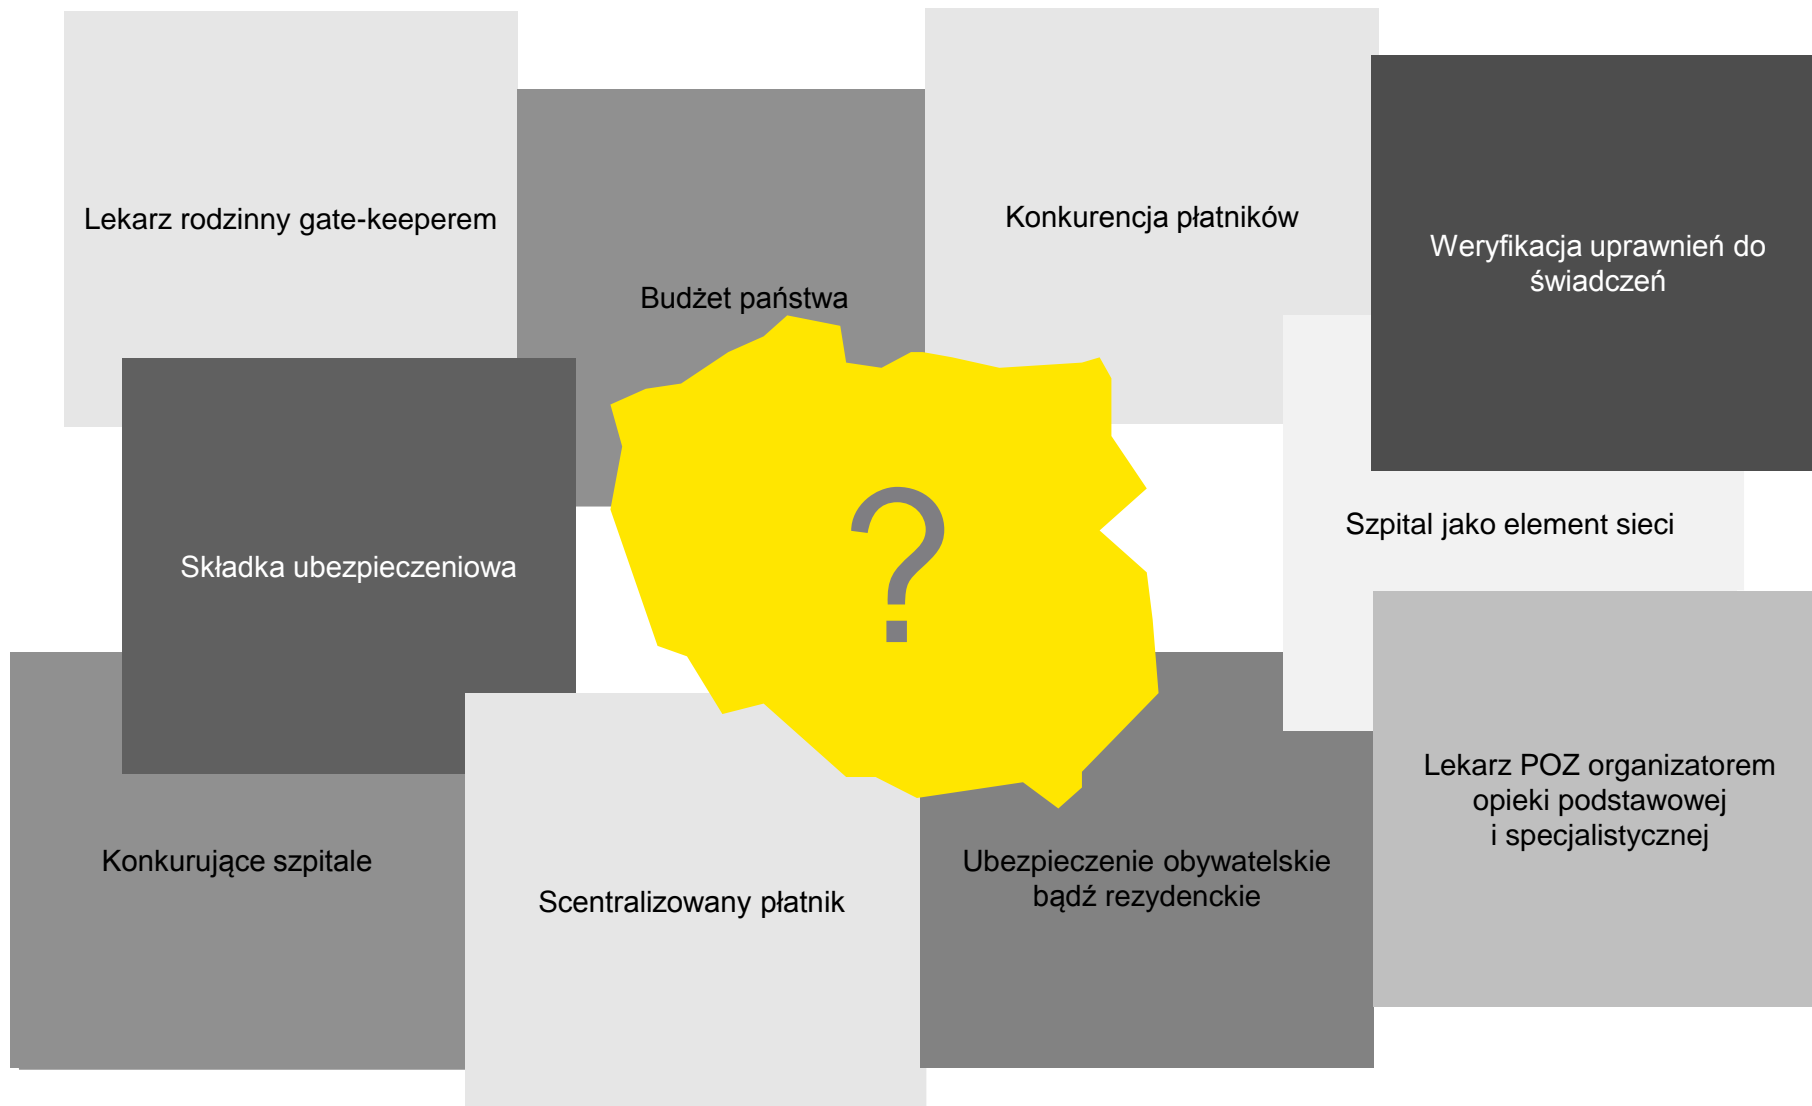 Lekarz rodzinny gate-keeperem
Budżet państwa
Konkurencja płatników
Weryfikacja uprawnień do
świadczeń
Składka ubezpieczeniowa
?
Szpital jako element sieci
Konkurujące szpitale
Scentralizowany płatnik
Ubezpieczenie obywatelskie
bądź rezydenckie
Lekarz POZ organizatorem
opieki podstawowej
i specjalistycznej